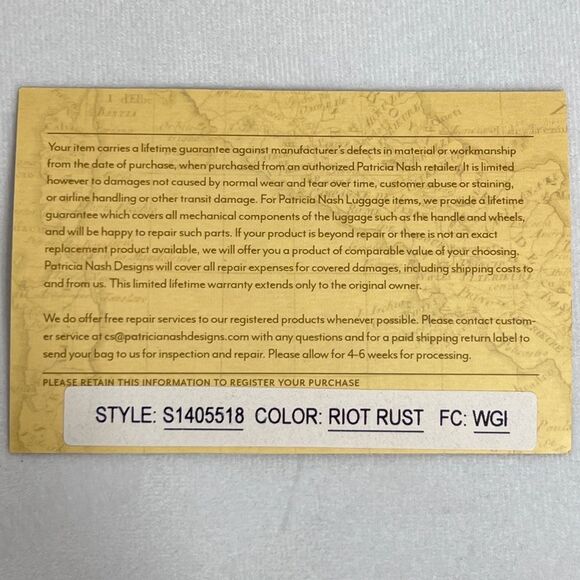 I dElbe
BASTIA
Your item carries a lifetime guarantee against manufacturer's defects in material or workmanship
from the date of purchase, when purchased from an authorized Patricia Nash retailer. It is limited
however to damages not caused by normal wear and tear over time, customer abuse or staining,
or airline handling or other transit damage. For Patricia Nash Luggage items, we provide a lifetime
guarantee which covers all mechanical components of the luggage such as the handle and wheels,
and will be happy to repair such parts. If your product is beyond repair or there is not an exact
replacement product available, we will offer you a product of comparable value of your choosing.
Patricia Nash Designs will cover all repair expenses for covered damages, including shipping costs to
and from us. This limited lifetime warranty extends only to the original owner.
We do offer free repair services to our registered products whenever possible. Please contact custom-
er service at cs@patricianashdesigns.com with any questions and for a paid shipping return label to
send your bag to us for inspection and repair. Please allow for 4-6 weeks for processing.
PLEASE RETAIN THIS INFORMATION TO REGISTER YOUR PURCHASE
STYLE: S1405518 COLOR: RIOT RUST FC: WGI